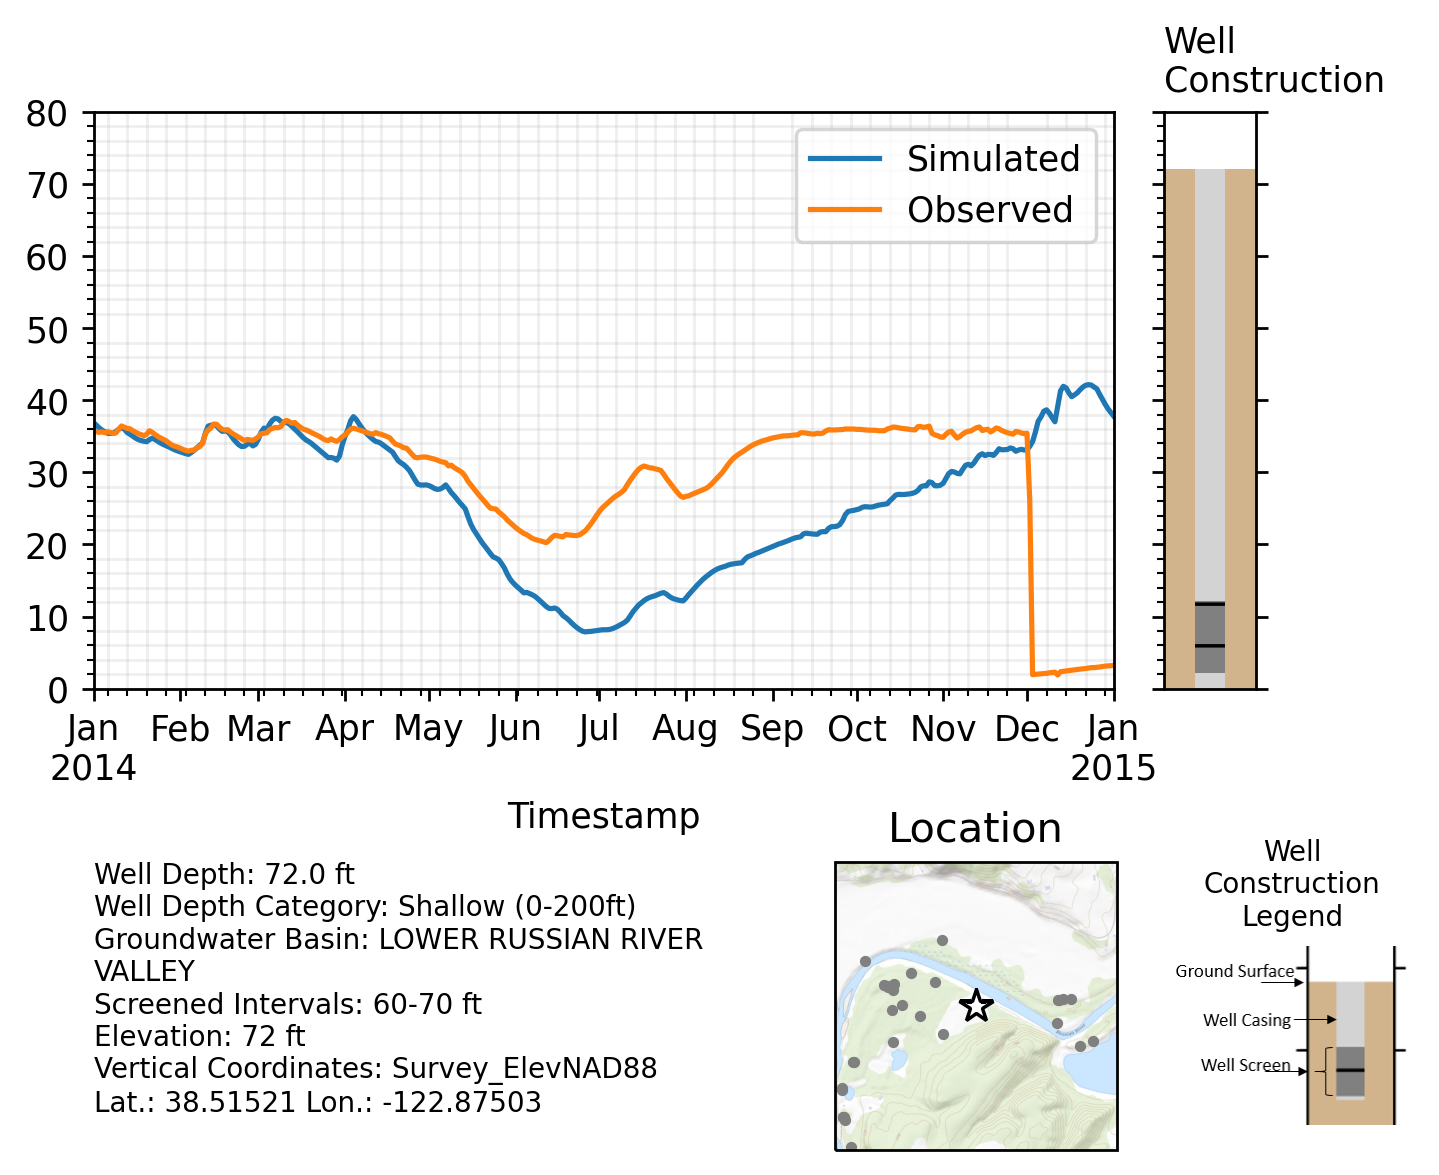 Well
Construction
80
70
60
50
40
30
20
10
0
Simulated
Observed
Jan Feb Mar Apr May Jun Jul Aug Sep Oct Nov Dec Jan
2014 2015
Timestamp
Well Depth: 72.0 ft
Well Depth Category: Shallow (0-200ft)
Groundwater Basin: LOWER RUSSIAN RIVER
VALLEY
Screened Intervals: 60-70 ft
Elevation: 72 ft
Vertical Coordinates: Survey_ElevNAD88
Lat.: 38.51521 Lon.: -122.87503
Location
Well
Construction
Legend
Ground Surface
Well Casing
Well Screen